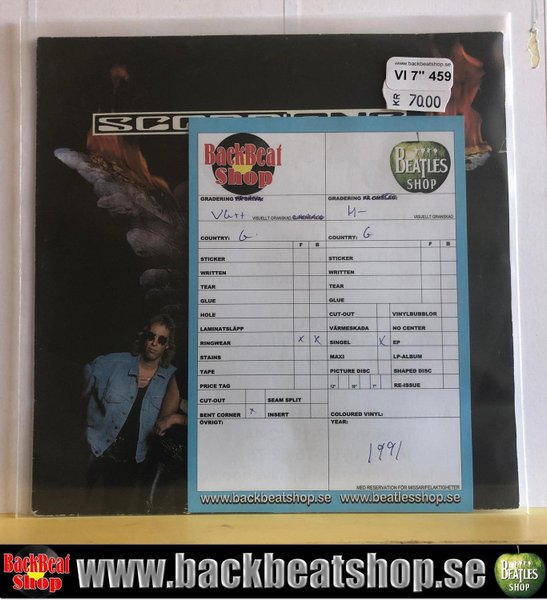 www.backbeatshop.se
VI 7" 459
KR 70.00
SCORPIONS
BackBeat Shop
BEATLES SHOP
GRADERING PÅ SKIVA:
GRADERING PÅ OMSLAG:
VG++
VISUELLT GRANSKAD
M-
VISUELLT GRANSKAD
COUNTRY: G
COUNTRY: G
F B
F B
STICKER
STICKER
WRITTEN
WRITTEN
TEAR
TEAR
GLUE
GLUE
HOLE
CUT-OUT
VINYLBUBBLOR
LAMINATSLÄPP
VÄRMESKADA
NO CENTER
RINGWEAR x x
SINGEL x
EP
STAINS
MAXI
LP-ALBUM
TAPE
PICTURE DISC
SHAPED DISC
PRICE TAG
12" 10" 7"
RE-ISSUE
CUT-OUT
SEAM SPLIT
BENT CORNER x
INSERT
COLOURED VINYL:
ÖVRIGT:
YEAR:
1991
MED RESERVATION FÖR MISSAR/FELAKTIGHETER
www.backbeatshop.se www.beatlesshop.se
BackBeat Shop
www.backbeatshop.se
BEATLES SHOP